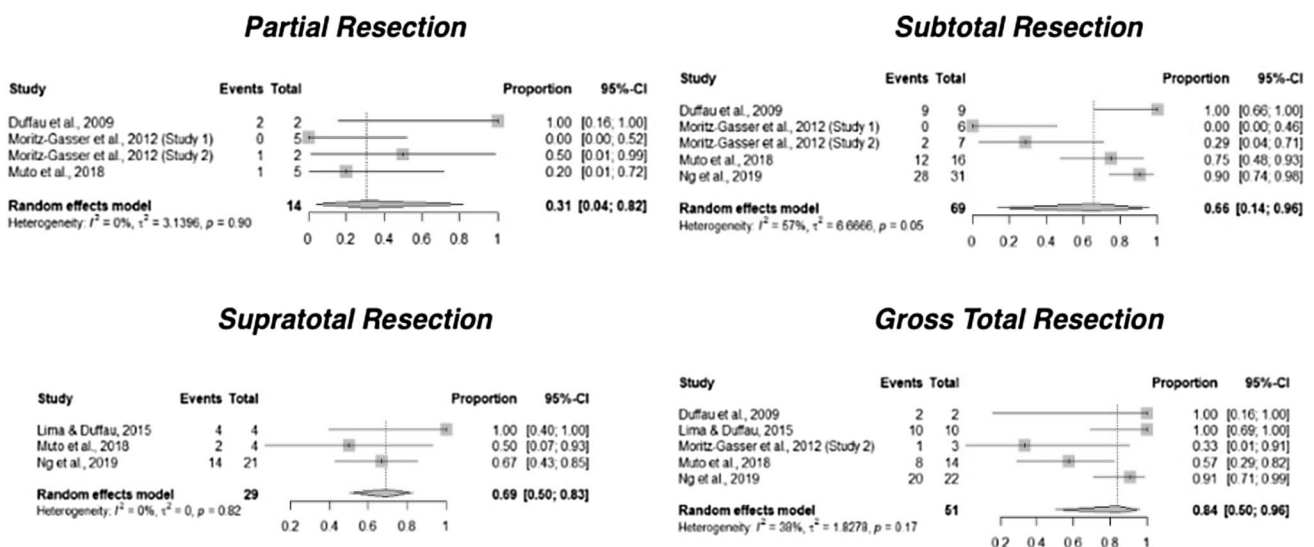 Partial Resection
Study Events Total Proportion 95%-CI
Duffau et al., 2009 2 2 1.00 [0.16; 1.00]
Moritz-Gasser et al., 2012 (Study 1) 0 5 0.00 [0.00; 0.52]
Moritz-Gasser et al., 2012 (Study 2) 1 2 0.50 [0.01; 0.99]
Muto et al., 2018 1 5 0.20 [0.01; 0.72]
Random effects model 14 0.31 [0.04; 0.82]
Heterogeneity: I² = 0%, τ² = 3.1396, p = 0.90
0 0.2 0.4 0.6 0.8 1
Subtotal Resection
Study Events Total Proportion 95%-CI
Duffau et al., 2009 9 9 1.00 [0.66; 1.00]
Moritz-Gasser et al., 2012 (Study 1) 0 6 0.00 [0.00; 0.46]
Moritz-Gasser et al., 2012 (Study 2) 2 7 0.29 [0.04; 0.71]
Muto et al., 2018 12 16 0.75 [0.48; 0.93]
Ng et al., 2019 28 31 0.90 [0.74; 0.98]
Random effects model 69 0.66 [0.14; 0.96]
Heterogeneity: I² = 57%, τ² = 6.6666, p = 0.05
0 0.2 0.4 0.6 0.8 1
Supratotal Resection
Study Events Total Proportion 95%-CI
Lima & Duffau, 2015 4 4 1.00 [0.40; 1.00]
Muto et al., 2018 2 4 0.50 [0.07; 0.93]
Ng et al., 2019 14 21 0.67 [0.43; 0.85]
Random effects model 29 0.69 [0.50; 0.83]
Heterogeneity: I² = 0%, τ² = 0, p = 0.82
0.2 0.4 0.6 0.8 1
Gross Total Resection
Study Events Total Proportion 95%-CI
Duffau et al., 2009 2 2 1.00 [0.16; 1.00]
Lima & Duffau, 2015 10 10 1.00 [0.69; 1.00]
Moritz-Gasser et al., 2012 (Study 2) 1 3 0.33 [0.01; 0.91]
Muto et al., 2018 8 14 0.57 [0.29; 0.82]
Ng et al., 2019 20 22 0.91 [0.71; 0.99]
Random effects model 51 0.84 [0.50; 0.96]
Heterogeneity: I² = 38%, τ² = 1.8278, p = 0.17
0.2 0.4 0.6 0.8 1